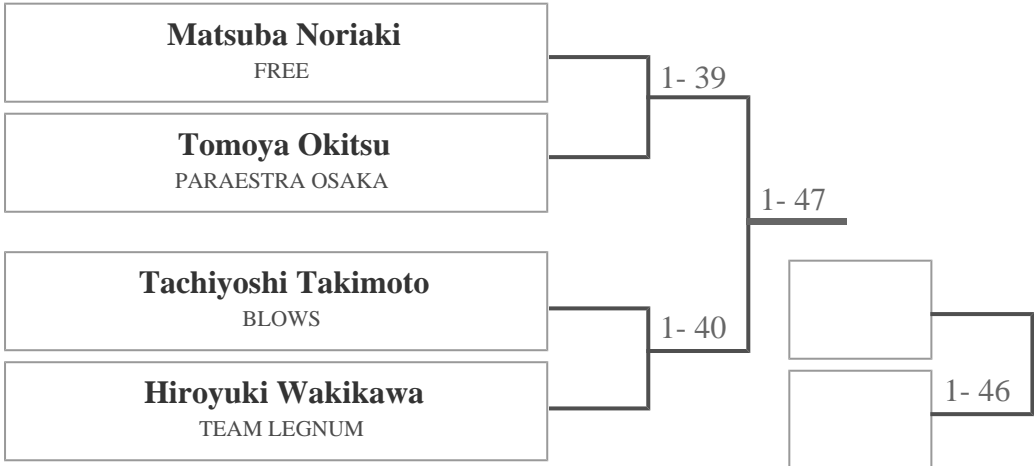 Matsuba Noriaki
FREE
1- 39
Tomoya Okitsu
PARAESTRA OSAKA
1- 47
Tachiyoshi Takimoto
BLOWS
1- 40
Hiroyuki Wakikawa
TEAM LEGNUM
1- 46